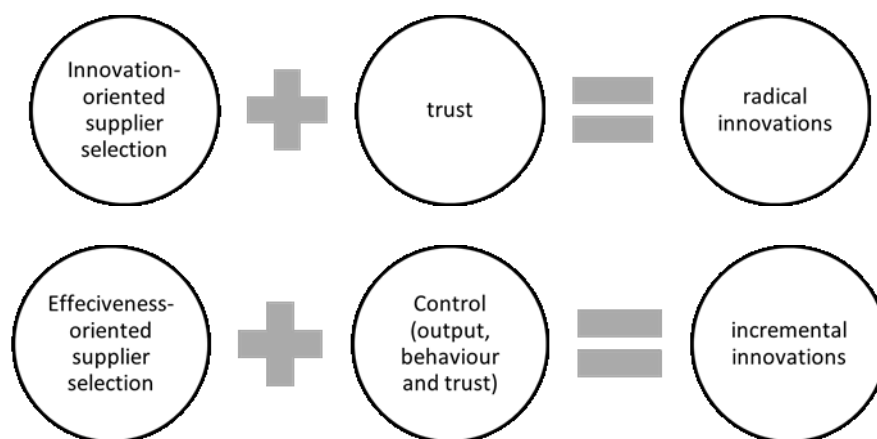 Innovation-
oriented
supplier
selection
trust
radical
innovations
Effeciveness-
oriented
supplier
selection
Control
(output,
behaviour
and trust)
incremental
innovations